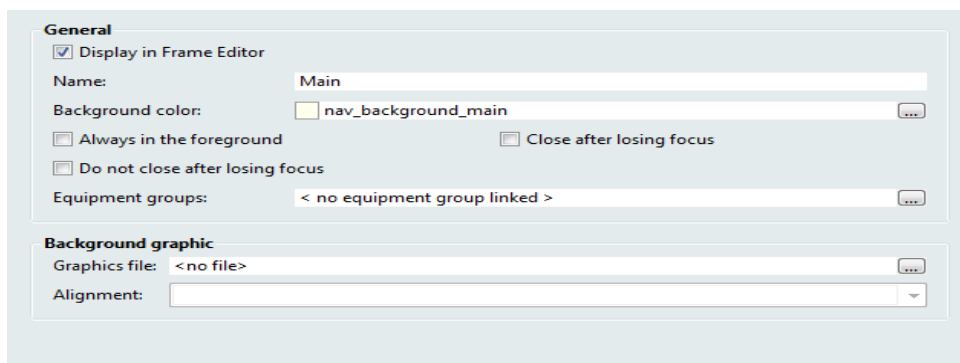 General
Display in Frame Editor
Name: Main
Background color: nav_background_main ...
Always in the foreground Close after losing focus
Do not close after losing focus
Equipment groups: < no equipment group linked > ...
Background graphic
Graphics file: <no file> ...
Alignment: